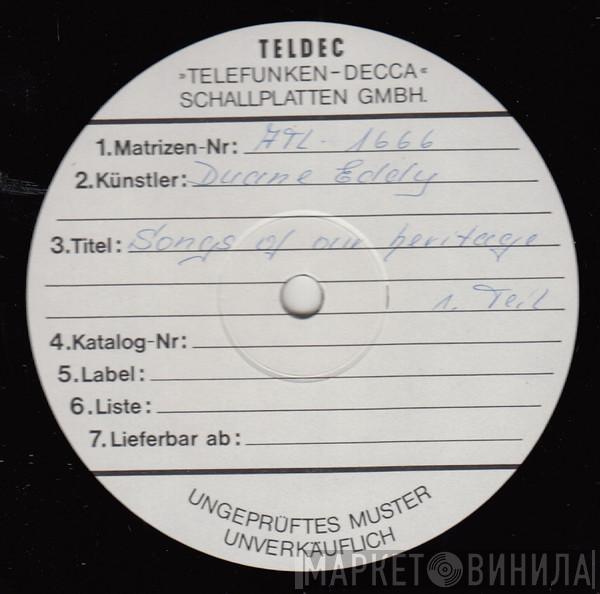 TELDEC
»TELEFUNKEN-DECCA«
SCHALLPLATTEN GMBH.
1.Matrizen-Nr: ATL-1666
2.Künstler: Duane Eddy
3.Titel: Songs of our heritage
1. Teil
4.Katalog-Nr:
5.Label:
6.Liste:
7.Lieferbar ab:
UNGEPRÜFTES MUSTER
UNVERKÄUFLICH
МАРКЕТ ВИНИЛА